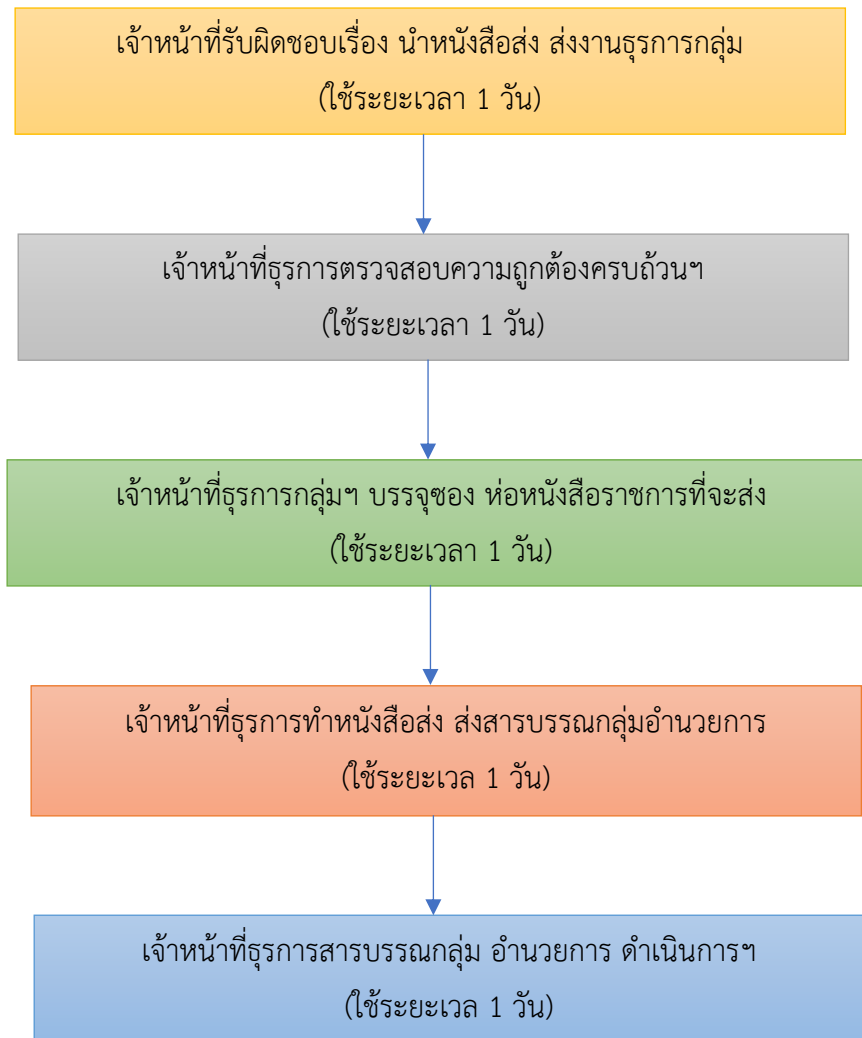 เจ้าหน้าที่รับผิดชอบเรื่อง นำหนังสือส่ง ส่งงานธุรการกลุ่ม
(ใช้ระยะเวลา 1 วัน)
เจ้าหน้าที่ธุรการตรวจสอบความถูกต้องครบถ้วนฯ
(ใช้ระยะเวลา 1 วัน)
เจ้าหน้าที่ธุรการกลุ่มฯ บรรจุซอง ห่อหนังสือราชการที่จะส่ง
(ใช้ระยะเวลา 1 วัน)
เจ้าหน้าที่ธุรการทำหนังสือส่ง ส่งสารบรรณกลุ่มอำนวยการ
(ใช้ระยะเวล 1 วัน)
เจ้าหน้าที่ธุรการสารบรรณกลุ่ม อำนวยการ ดำเนินการฯ
(ใช้ระยะเวล 1 วัน)